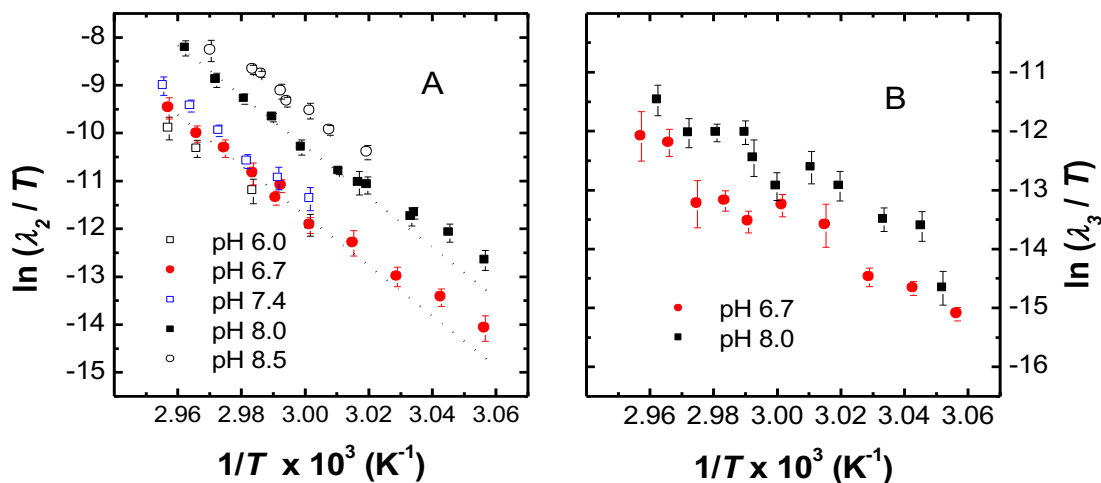 A
ln (λ2 / T)
-8
-9
-10
-11
-12
-13
-14
-15
pH 6.0
pH 6.7
pH 7.4
pH 8.0
pH 8.5
2.96 2.98 3.00 3.02 3.04 3.06
1/T x 10³ (K⁻¹)
B
ln (λ3 / T)
-11
-12
-13
-14
-15
-16
pH 6.7
pH 8.0
2.96 2.98 3.00 3.02 3.04 3.06
1/T x 10³ (K⁻¹)